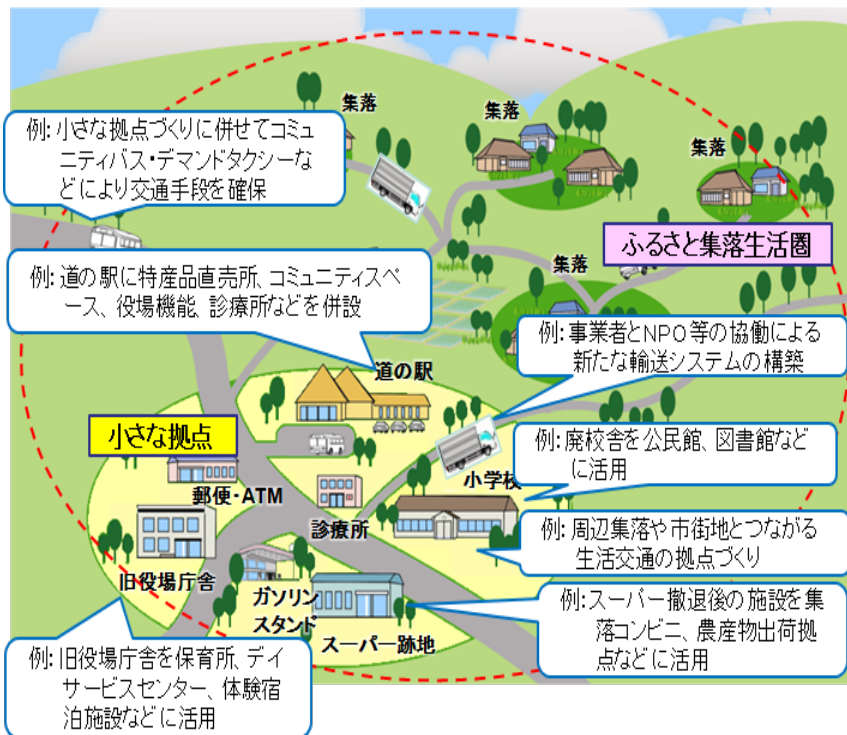 集落
集落
集落
例：小さな拠点づくりに併せてコミュ
ニティバス・デマンドタクシーな
どにより交通手段を確保
ふるさと集落生活圏
集落
例：道の駅に特産品直売所、コミュニティスペ
ース、役場機能、診療所などを併設
例：事業者とNPO等の協働による
新たな輸送システムの構築
道の駅
小さな拠点
例：廃校舎を公民館、図書館など
に活用
小学校
郵便・ATM
診療所
例：周辺集落や市街地とつながる
生活交通の拠点づくり
旧役場庁舎
ガソリン
スタンド
スーパー跡地
例：スーパー撤退後の施設を集
落コンビニ、農産物出荷拠
点などに活用
例：旧役場庁舎を保育所、デイ
サービスセンター、体験宿
泊施設などに活用